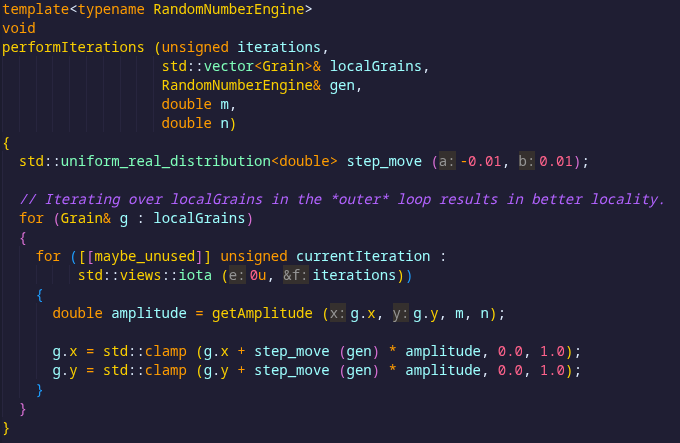 template<typename RandomNumberEngine>
void
performIterations (unsigned iterations,
                   std::vector<Grain>& localGrains,
                   RandomNumberEngine& gen,
                   double m,
                   double n)
{
  std::uniform_real_distribution<double> step_move (a: -0.01, b: 0.01);

  // Iterating over localGrains in the *outer* loop results in better locality.
  for (Grain& g : localGrains)
  {
    for ([[maybe_unused]] unsigned currentIteration :
         std::views::iota (e: 0u, &f: iterations))
    {
      double amplitude = getAmplitude (x: g.x, y: g.y, m, n);

      g.x = std::clamp (g.x + step_move (gen) * amplitude, 0.0, 1.0);
      g.y = std::clamp (g.y + step_move (gen) * amplitude, 0.0, 1.0);
    }
  }
}